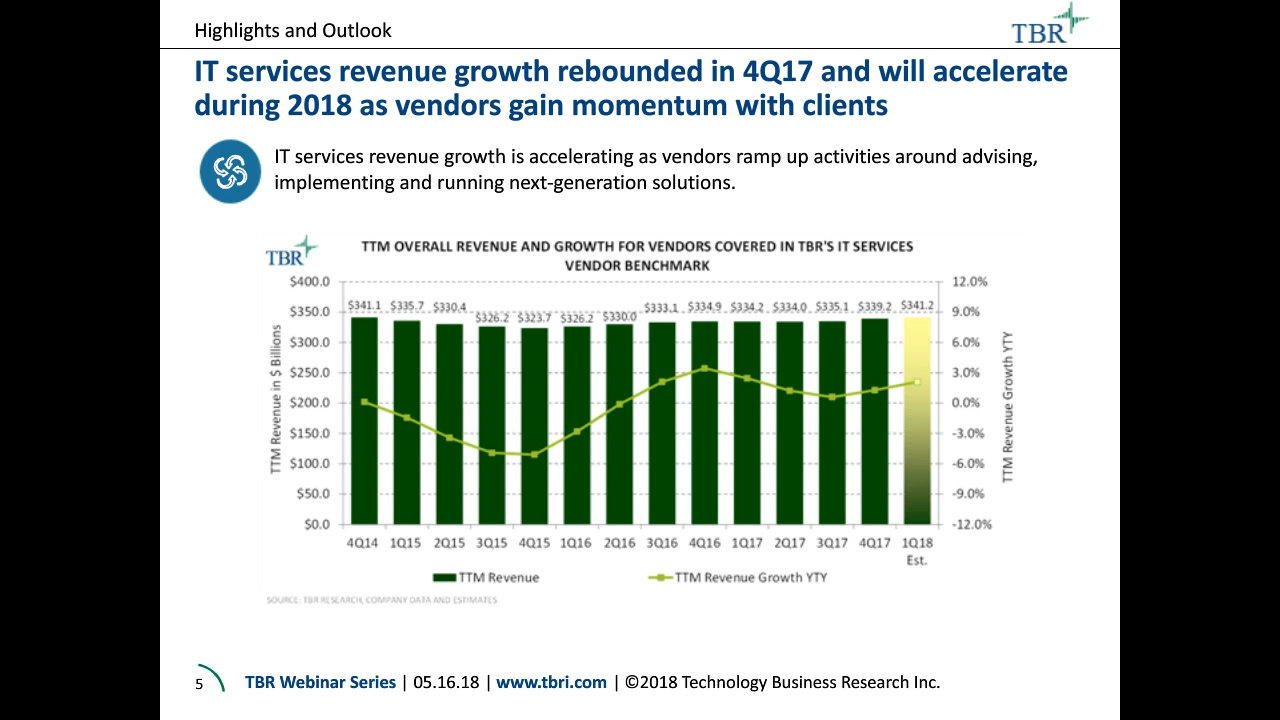 Highlights and Outlook
TBR
IT services revenue growth rebounded in 4Q17 and will accelerate
during 2018 as vendors gain momentum with clients
IT services revenue growth is accelerating as vendors ramp up activities around advising,
implementing and running next-generation solutions.
TBR
TTM OVERALL REVENUE AND GROWTH FOR VENDORS COVERED IN TBR'S IT SERVICES
VENDOR BENCHMARK
TTM Revenue in $ Billions
$400.0
$350.0
$300.0
$250.0
$200.0
$150.0
$100.0
$50.0
$0.0
$341.1 $335.7 $330.4 $326.2 $323.7 $326.2 $330.0 $333.1 $334.9 $334.2 $334.0 $335.1 $339.2 $341.2
12.0%
9.0%
6.0%
3.0%
0.0%
-3.0%
-6.0%
-9.0%
-12.0%
TTM Revenue Growth YTY
4Q14 1Q15 2Q15 3Q15 4Q15 1Q16 2Q16 3Q16 4Q16 1Q17 2Q17 3Q17 4Q17 1Q18
Est.
TTM Revenue TTM Revenue Growth YTY
SOURCE: TBR RESEARCH, COMPANY DATA AND ESTIMATES
5 TBR Webinar Series | 05.16.18 | www.tbri.com | ©2018 Technology Business Research Inc.